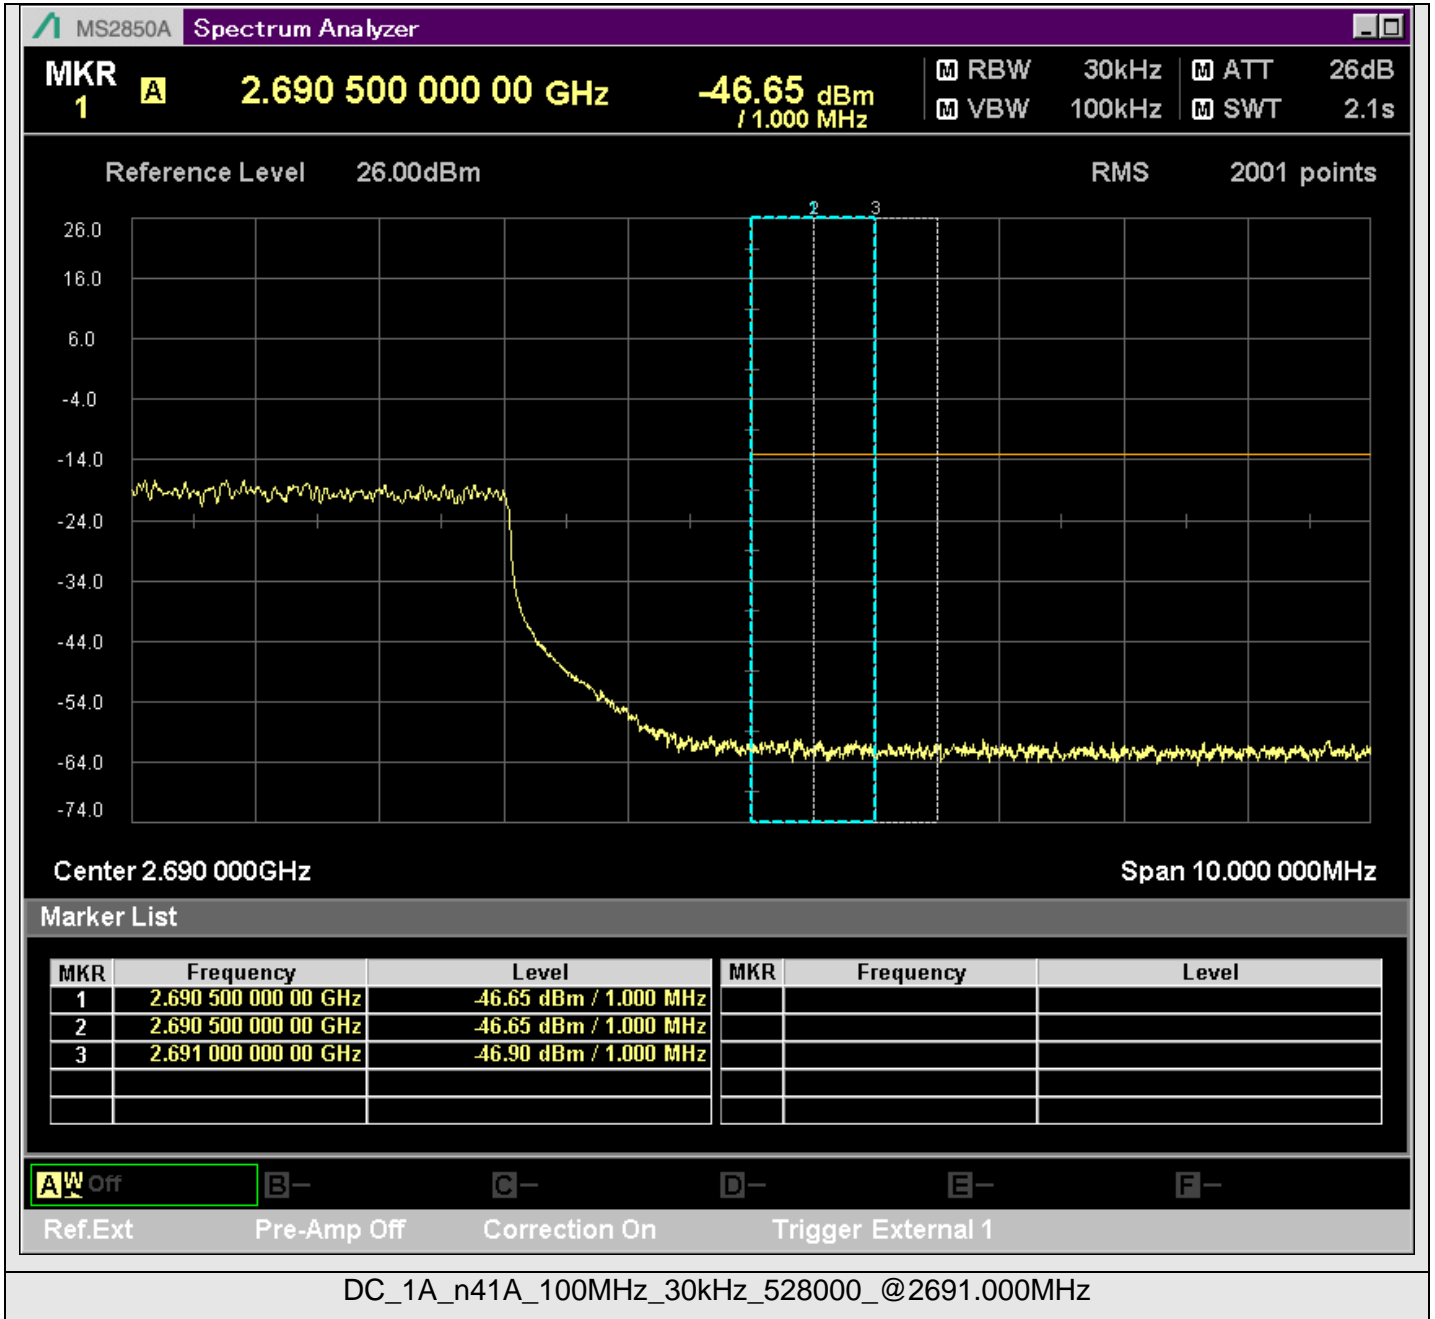 MS2850A Spectrum Analyzer
MKR 1 A 2.690 500 000 00 GHz -46.65 dBm / 1.000 MHz
M RBW 30kHz M ATT 26dB
M VBW 100kHz M SWT 2.1s
Reference Level 26.00dBm RMS 2001 points
2 3
26.0
16.0
6.0
-4.0
-14.0
-24.0
-34.0
-44.0
-54.0
-64.0
-74.0
Center 2.690 000GHz Span 10.000 000MHz
Marker List
MKR Frequency Level MKR Frequency Level
1 2.690 500 000 00 GHz -46.65 dBm / 1.000 MHz
2 2.690 500 000 00 GHz -46.65 dBm / 1.000 MHz
3 2.691 000 000 00 GHz -46.90 dBm / 1.000 MHz
A W Off B C D E F
Ref.Ext Pre-Amp Off Correction On Trigger External 1
DC_1A_n41A_100MHz_30kHz_528000_@2691.000MHz